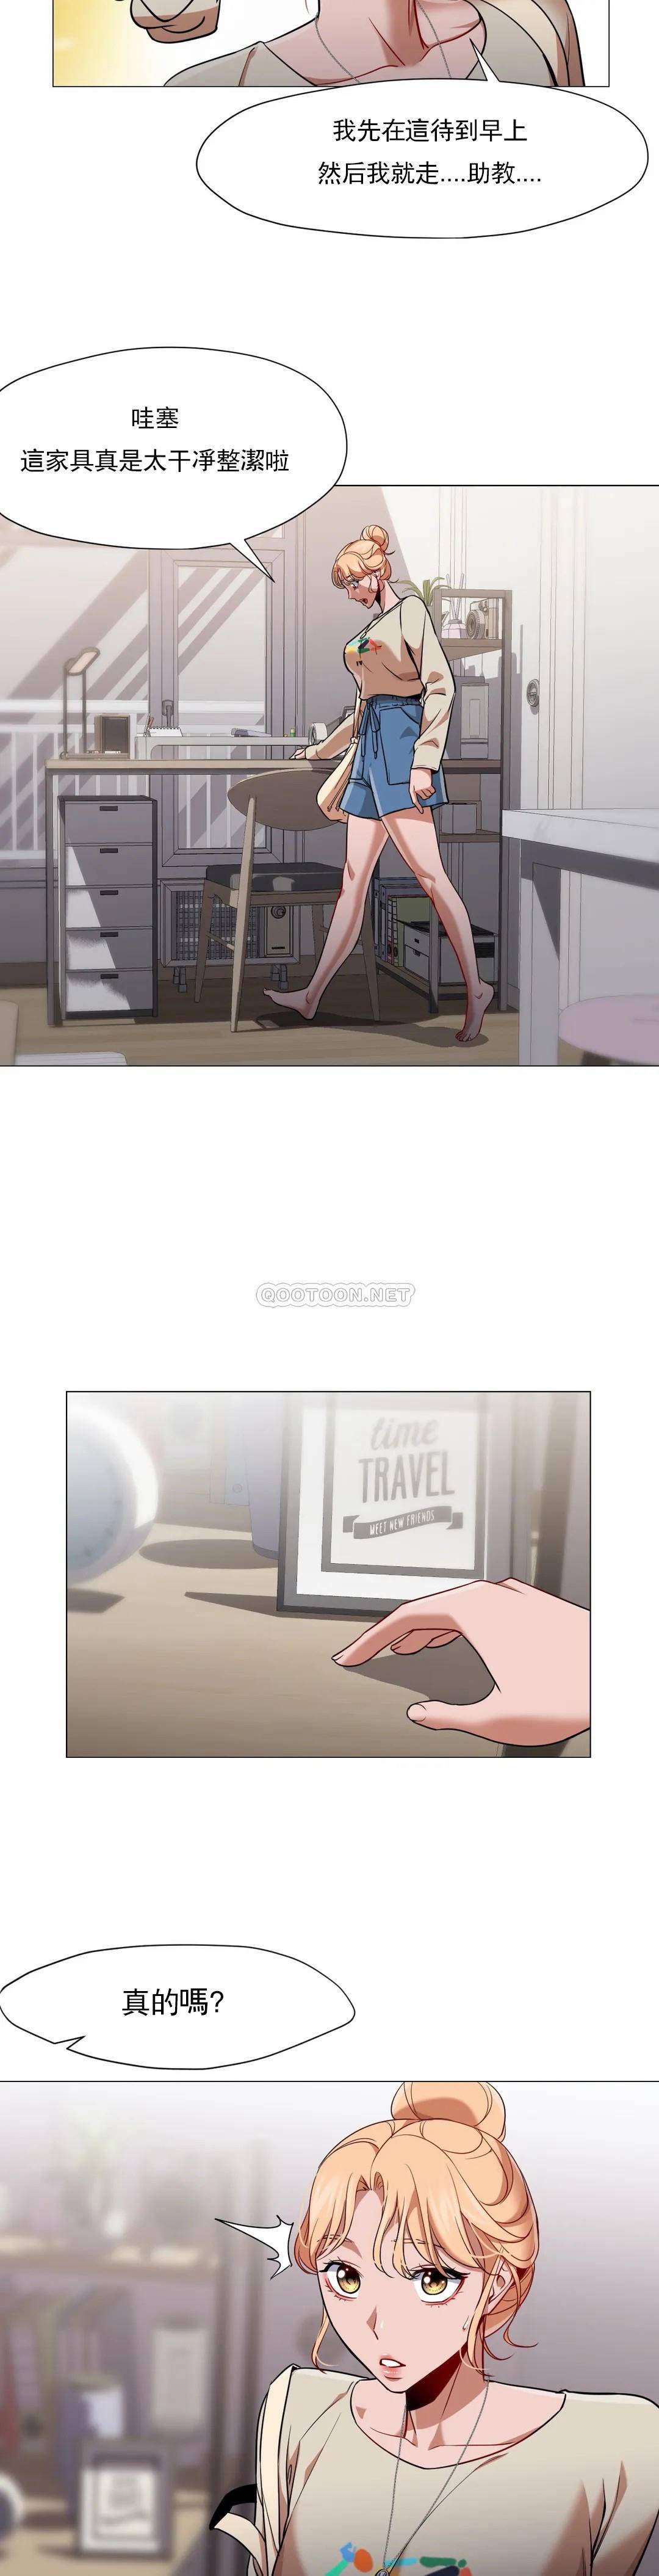 我先在這待到早上
然后我就走....助教....
哇塞
這家具真是太干凈整潔啦
QOOTOON.NET
time
TRAVEL
MEET NEW FRIENDS
真的嗎?